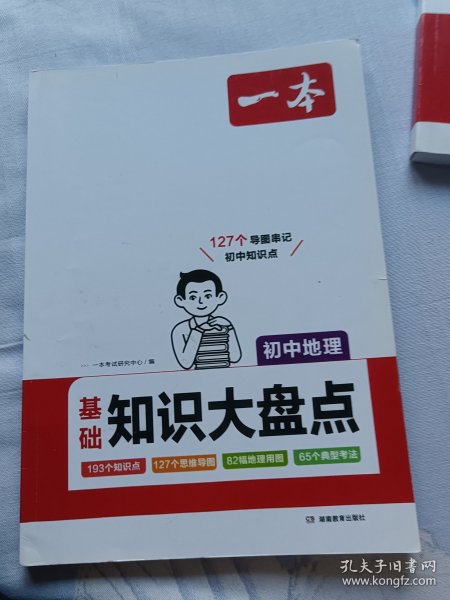 一本
127个导图串记
初中知识点
>>> 一本考试研究中心 / 编
初中地理
基础
知识大盘点
193个知识点 127个思维导图 82幅地理用图 65个典型考法
湖南教育出版社
孔夫子旧书网
www.kongfz.com